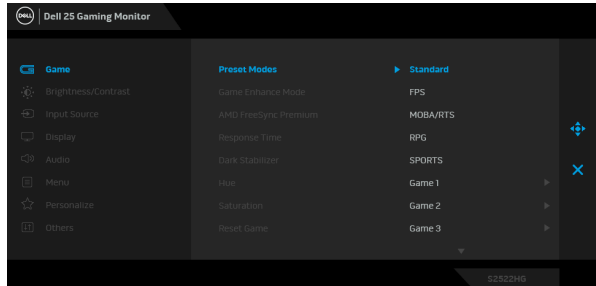 DELL Dell 25 Gaming Monitor
Game Preset Modes Standard
Brightness/Contrast Game Enhance Mode FPS
Input Source AMD FreeSync Premium MOBA/RTS
Display Response Time RPG
Audio Dark Stabilizer SPORTS
Menu Hue Game 1
Personalize Saturation Game 2
Others Reset Game Game 3
S2522HG